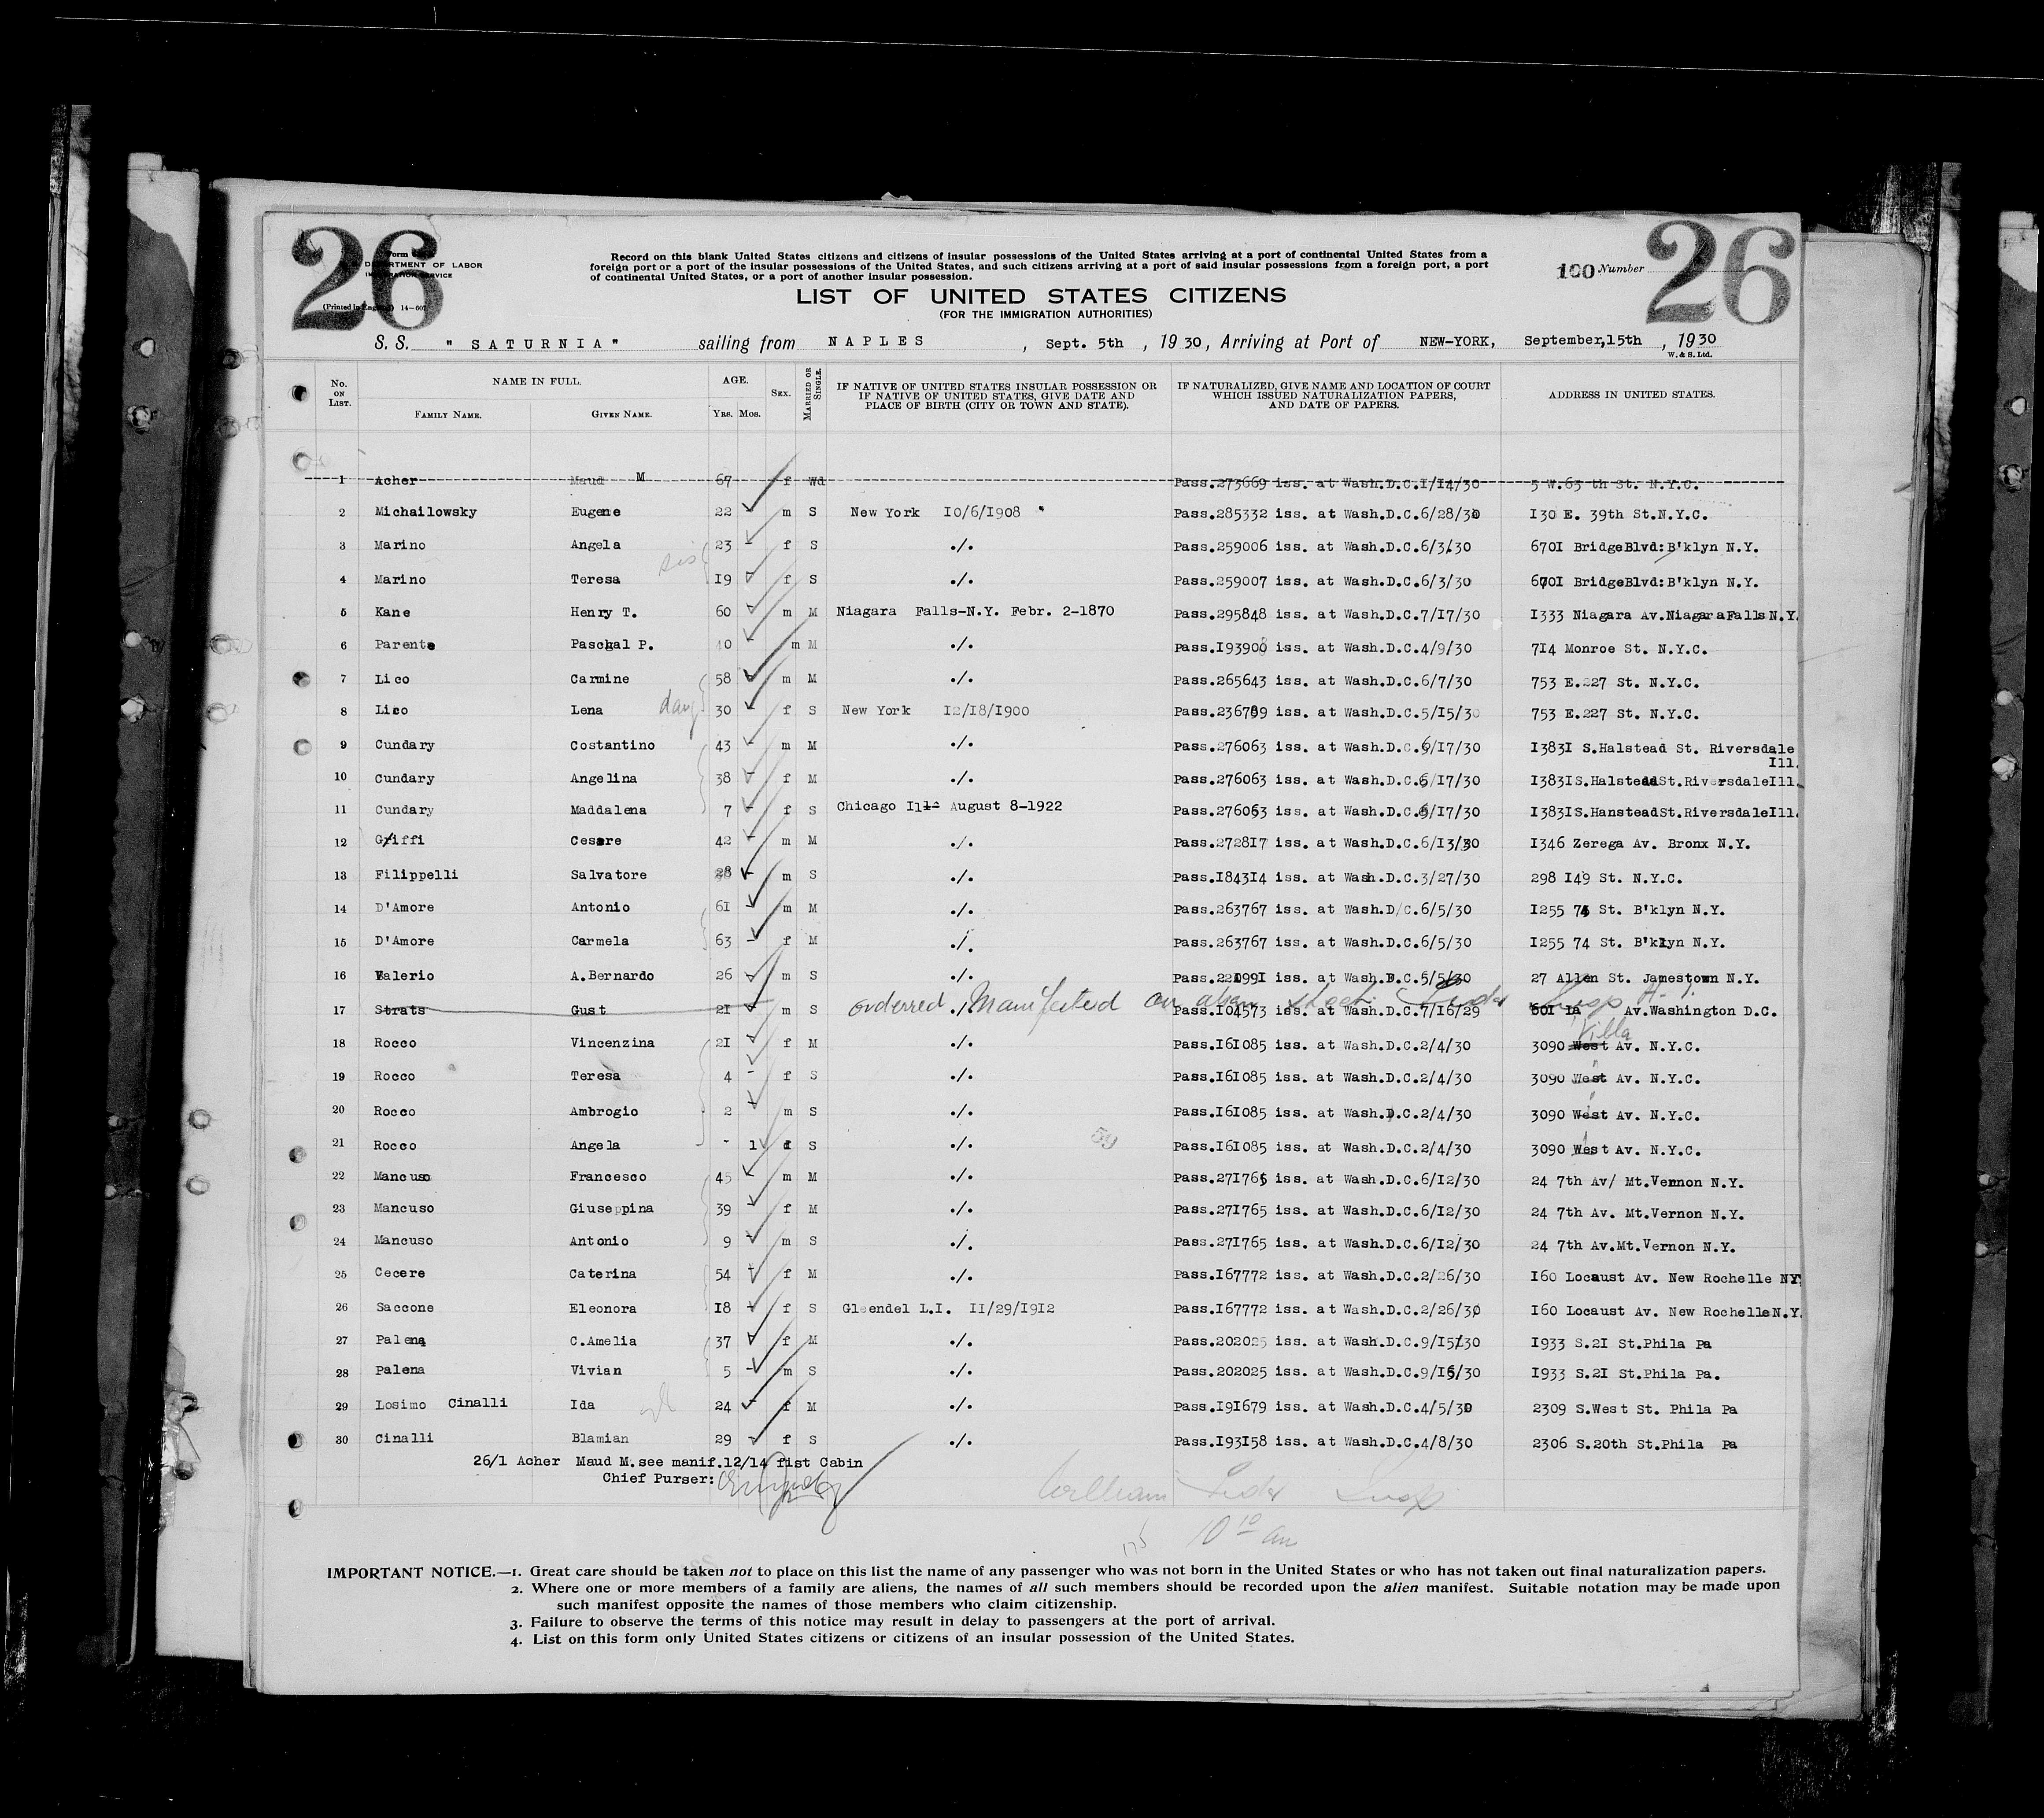 26 26
Form
DEPARTMENT OF LABOR
IMMIGRATION SERVICE
(Printed in England) 14-607
Record on this blank United States citizens and citizens of insular possessions of the United States arriving at a port of continental United States from a
foreign port or a port of the insular possessions of the United States, and such citizens arriving at a port of said insular possessions from a foreign port, a port
of continental United States, or a port of another insular possession.
100 Number
LIST OF UNITED STATES CITIZENS
(FOR THE IMMIGRATION AUTHORITIES)
S. S. "SATURNIA" sailing from NAPLES, Sept. 5th, 1930, Arriving at Port of NEW-YORK, September,15th, 1930
W. & S. Ltd.
No. ON LIST. NAME IN FULL. FAMILY NAME. GIVEN NAME. AGE. YRS. MOS. SEX. MARRIED OR SINGLE. IF NATIVE OF UNITED STATES INSULAR POSSESSION OR IF NATIVE OF UNITED STATES, GIVE DATE AND PLACE OF BIRTH (CITY OR TOWN AND STATE). IF NATURALIZED, GIVE NAME AND LOCATION OF COURT WHICH ISSUED NATURALIZATION PAPERS, AND DATE OF PAPERS. ADDRESS IN UNITED STATES.
1 Acher Maud M 67 f Wd Pass.273669 iss. at Wash.D.C.1/14/30 5 W.63 th St. N.Y.C.
2 Michailowsky Eugene 22 - m S New York 10/6/1908 Pass.285332 iss. at Wash.D.C.6/28/30 130 E. 39th St.N.Y.C.
3 Marino Angela sis 23 - f S ./. Pass.259006 iss. at Wash.D.C.6/3/30 6701 BridgeBlvd:B'klyn N.Y.
4 Marino Teresa 19 - f S ./. Pass.259007 iss. at Wash.D.C.6/3/30 6701 BridgeBlvd:B'klyn N.Y.
5 Kane Henry T. 60 - m M Niagara Falls-N.Y. Febr. 2-1870 Pass.295848 iss. at Wash.D.C.7/17/30 1333 Niagara Av.NiagaraFalls N.Y.
6 Parente Paschal P. 40 - m M ./. Pass.193900 iss. at Wash.D.C.4/9/30 714 Monroe St. N.Y.C.
7 Lico Carmine 58 - m M ./. Pass.265643 iss. at Wash.D.C.6/7/30 753 E.227 St. N.Y.C.
8 Lico Lena daug 30 - f S New York 12/18/1900 Pass.236789 iss. at Wash.D.C.5/15/30 753 E.227 St. N.Y.C.
9 Cundary Costantino 43 - m M ./. Pass.276063 iss. at Wash.D.C.6/17/30 13831 S.Halstead St. Riversdale Ill.
10 Cundary Angelina 38 - f M ./. Pass.276063 iss. at Wash.D.C.6/17/30 13831S.HalsteadSt.RiversdaleIll.
11 Cundary Maddalena 7 - f S Chicago Ill. August 8-1922 Pass.276063 iss. at Wash.D.C.6/17/30 13831S.HansteadSt.RiversdaleIll.
12 Griffi Cesare 42 - m M ./. Pass.272817 iss. at Wash.D.C.6/13/30 1346 Zerega Av. Bronx N.Y.
13 Filippelli Salvatore 28 - m S ./. Pass.184314 iss. at Wash.D.C.3/27/30 298 149 St. N.Y.C.
14 D'Amore Antonio 61 - m M ./. Pass.263767 iss. at Wash.D/C.6/5/30 1255 74 St. B'klyn N.Y.
15 D'Amore Carmela 63 - f M ./. Pass.263767 iss. at Wash.D.C.6/5/30 1255 74 St. B'klyn N.Y.
16 Valerio A.Bernardo 26 - m S ./. Pass.220991 iss. at Wash.D.C.5/5/30 27 Allen St. Jamestown N.Y.
orderred Manifested on alien sheet
17 Strats Gust 21 - m S ./. Pass.104573 iss. at Wash.D.C.7/16/29 601 Ia Av.Washington D.C.
Villa
18 Rocco Vincenzina 21 - f M ./. Pass.161085 iss. at Wash.D.C.2/4/30 3090 West Av. N.Y.C.
19 Rocco Teresa 4 - f S ./. Pass.161085 iss. at Wash.D.C.2/4/30 3090 West Av. N.Y.C.
20 Rocco Ambrogio 2 - m S ./. Pass.161085 iss. at Wash.D.C.2/4/30 3090 West Av. N.Y.C.
21 Rocco Angela - 1 f S ./. Pass.161085 iss. at Wash.D.C.2/4/30 3090 West Av. N.Y.C.
22 Mancuso Francesco 45 - m M ./. Pass.271765 iss. at Wash.D.C.6/12/30 24 7th Av/ Mt.Vernon N.Y.
23 Mancuso Giuseppina 39 - f M ./. Pass.271765 iss. at Wash.D.C.6/12/30 24 7th Av. Mt.Vernon N.Y.
24 Mancuso Antonio 9 - m S ./. Pass.271765 iss. at Wash.D.C.6/12/30 24 7th Av.Mt.Vernon N.Y.
25 Cecere Caterina 54 - f M ./. Pass.167772 iss. at Wash.D.C.2/26/30 160 Locaust Av. New Rochelle NY.
26 Saccone Eleonora 18 - f S Gleendel L.I. 11/29/1912 Pass.167772 iss. at Wash.D.C.2/26/30 160 Locaust Av. New Rochelle N.Y.
27 Palena C.Amelia 37 - f M ./. Pass.202025 iss. at Wash.D.C.9/15/30 1933 S.21 St.Phila Pa
28 Palena Vivian 5 - m S ./. Pass.202025 iss. at Wash.D.C.9/15/30 1933 S.21 St.Phila Pa.
29 Losimo Cinalli Ida 24 - f M ./. Pass.191679 iss. at Wash.D.C.4/5/30 2309 S.West St. Phila Pa
30 Cinalli Blamian 29 - f S ./. Pass.193158 iss. at Wash.D.C.4/8/30 2306 S.20th St.Phila Pa
26/1 Acher Maud M.see manif.12/14 fist Cabin
Chief Purser:
William
10 10 am
IMPORTANT NOTICE.—1. Great care should be taken not to place on this list the name of any passenger who was not born in the United States or who has not taken out final naturalization papers.
2. Where one or more members of a family are aliens, the names of all such members should be recorded upon the alien manifest. Suitable notation may be made upon
such manifest opposite the names of those members who claim citizenship.
3. Failure to observe the terms of this notice may result in delay to passengers at the port of arrival.
4. List on this form only United States citizens or citizens of an insular possession of the United States.